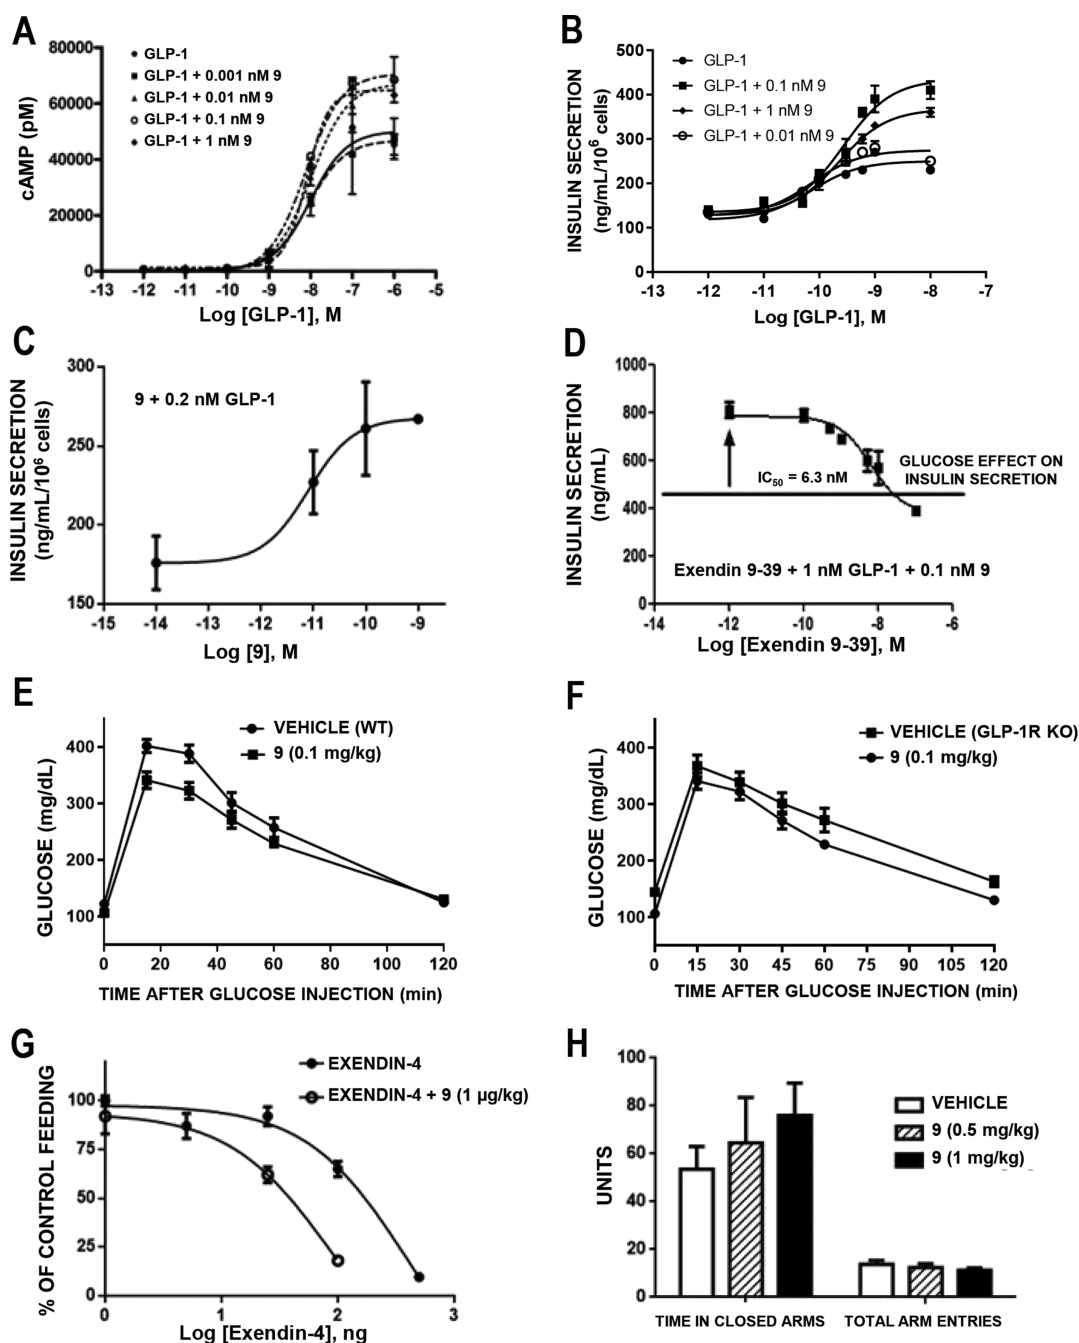 A
80000
60000
40000
20000
0
cAMP (pM)
GLP-1
GLP-1 + 0.001 nM 9
GLP-1 + 0.01 nM 9
GLP-1 + 0.1 nM 9
GLP-1 + 1 nM 9
-13 -12 -11 -10 -9 -8 -7 -6 -5
Log [GLP-1], M
B
500
400
300
200
100
0
INSULIN SECRETION
(ng/mL/10⁶ cells)
GLP-1
GLP-1 + 0.1 nM 9
GLP-1 + 1 nM 9
GLP-1 + 0.01 nM 9
-13 -12 -11 -10 -9 -8 -7
Log [GLP-1], M
C
300
250
200
150
INSULIN SECRETION
(ng/mL/10⁶ cells)
9 + 0.2 nM GLP-1
-15 -14 -13 -12 -11 -10 -9
Log [9], M
D
1000
800
600
400
200
0
INSULIN SECRETION
(ng/mL)
IC₅₀ = 6.3 nM
GLUCOSE EFFECT ON
INSULIN SECRETION
Exendin 9-39 + 1 nM GLP-1 + 0.1 nM 9
-14 -12 -10 -8 -6
Log [Exendin 9-39], M
E
400
300
200
100
GLUCOSE (mg/dL)
VEHICLE (WT)
9 (0.1 mg/kg)
0 20 40 60 80 100 120
TIME AFTER GLUCOSE INJECTION (min)
F
400
300
200
100
GLUCOSE (mg/dL)
VEHICLE (GLP-1R KO)
9 (0.1 mg/kg)
0 15 30 45 60 75 90 105 120
TIME AFTER GLUCOSE INJECTION (min)
G
100
75
50
25
0
% OF CONTROL FEEDING
EXENDIN-4
EXENDIN-4 + 9 (1 µg/kg)
0 1 2 3
Log [Exendin-4], ng
H
100
80
60
40
20
0
UNITS
VEHICLE
9 (0.5 mg/kg)
9 (1 mg/kg)
TIME IN CLOSED ARMS TOTAL ARM ENTRIES